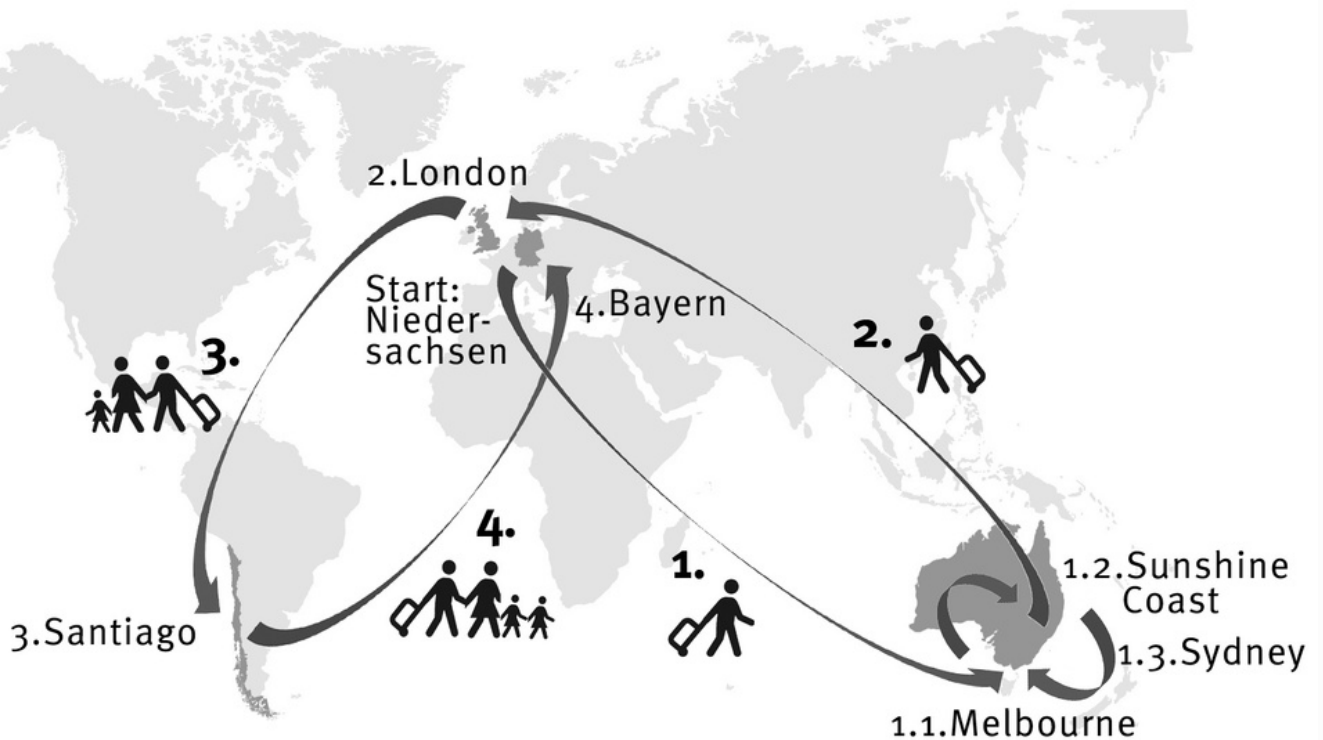 2.London
Start:
Nieder-
sachsen
4.Bayern
2.
3.
4.
1.
1.2.Sunshine
Coast
3.Santiago
1.3.Sydney
1.1.Melbourne